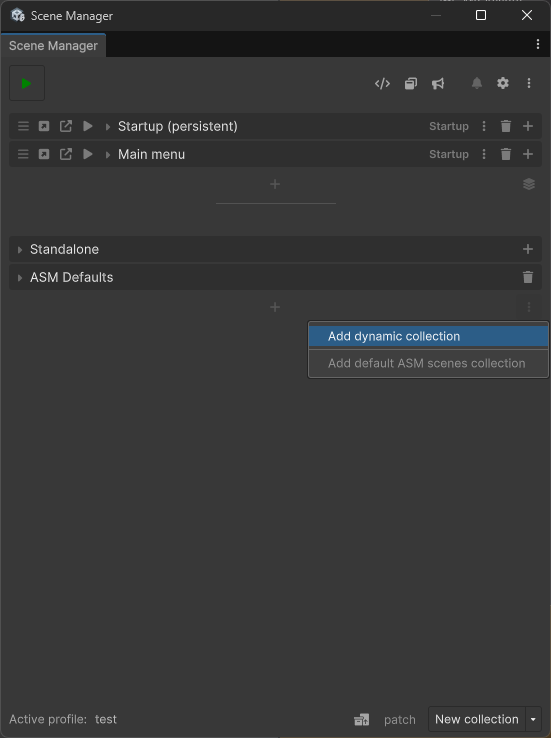 Scene Manager
Scene Manager
Startup (persistent) Startup
Main menu Startup
Standalone
ASM Defaults
Add dynamic collection
Add default ASM scenes collection
Active profile: test patch New collection